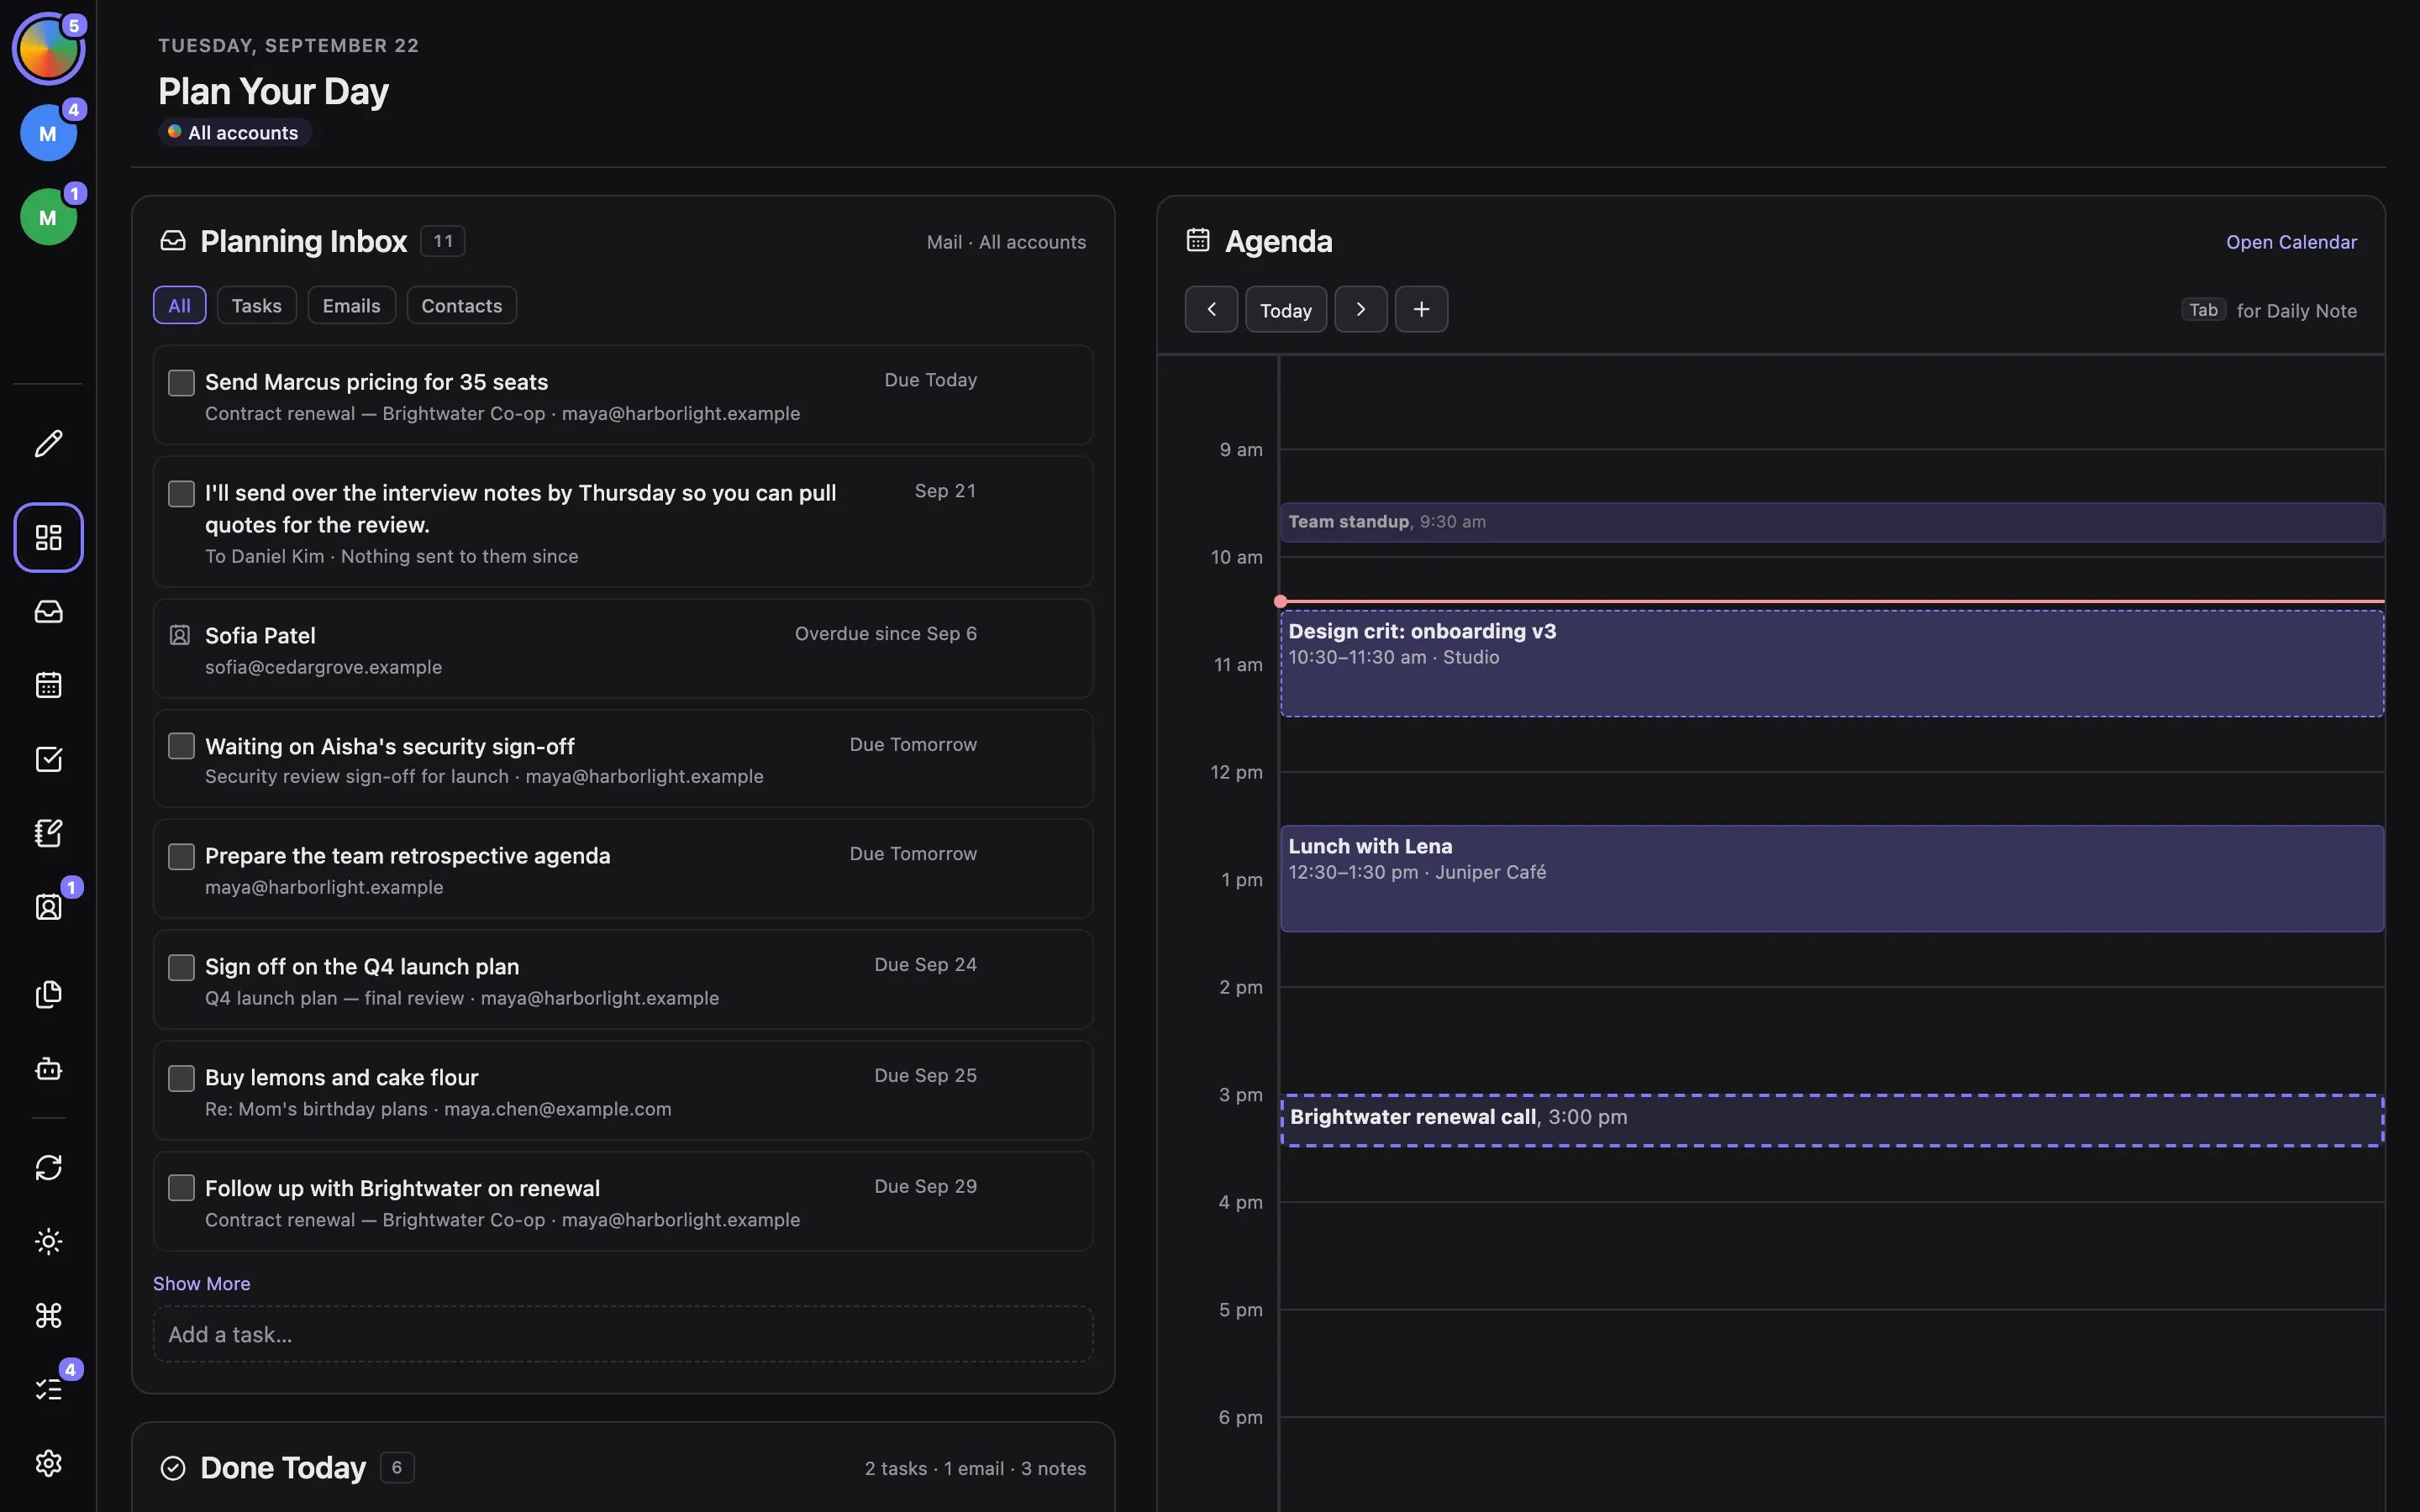 5
4
M
1
M
1
4
TUESDAY, SEPTEMBER 22
Plan Your Day
All accounts
Planning Inbox 11
Mail · All accounts
All Tasks Emails Contacts
Send Marcus pricing for 35 seats
Due Today
Contract renewal — Brightwater Co-op · maya@harborlight.example
I'll send over the interview notes by Thursday so you can pull
quotes for the review.
Sep 21
To Daniel Kim · Nothing sent to them since
Sofia Patel
Overdue since Sep 6
sofia@cedargrove.example
Waiting on Aisha's security sign-off
Due Tomorrow
Security review sign-off for launch · maya@harborlight.example
Prepare the team retrospective agenda
Due Tomorrow
maya@harborlight.example
Sign off on the Q4 launch plan
Due Sep 24
Q4 launch plan — final review · maya@harborlight.example
Buy lemons and cake flour
Due Sep 25
Re: Mom's birthday plans · maya.chen@example.com
Follow up with Brightwater on renewal
Due Sep 29
Contract renewal — Brightwater Co-op · maya@harborlight.example
Show More
Add a task...
Done Today 6
2 tasks · 1 email · 3 notes
Agenda
Open Calendar
Today
Tab for Daily Note
9 am
Team standup, 9:30 am
10 am
Design crit: onboarding v3
10:30–11:30 am · Studio
11 am
12 pm
Lunch with Lena
12:30–1:30 pm · Juniper Café
1 pm
2 pm
3 pm
Brightwater renewal call, 3:00 pm
4 pm
5 pm
6 pm